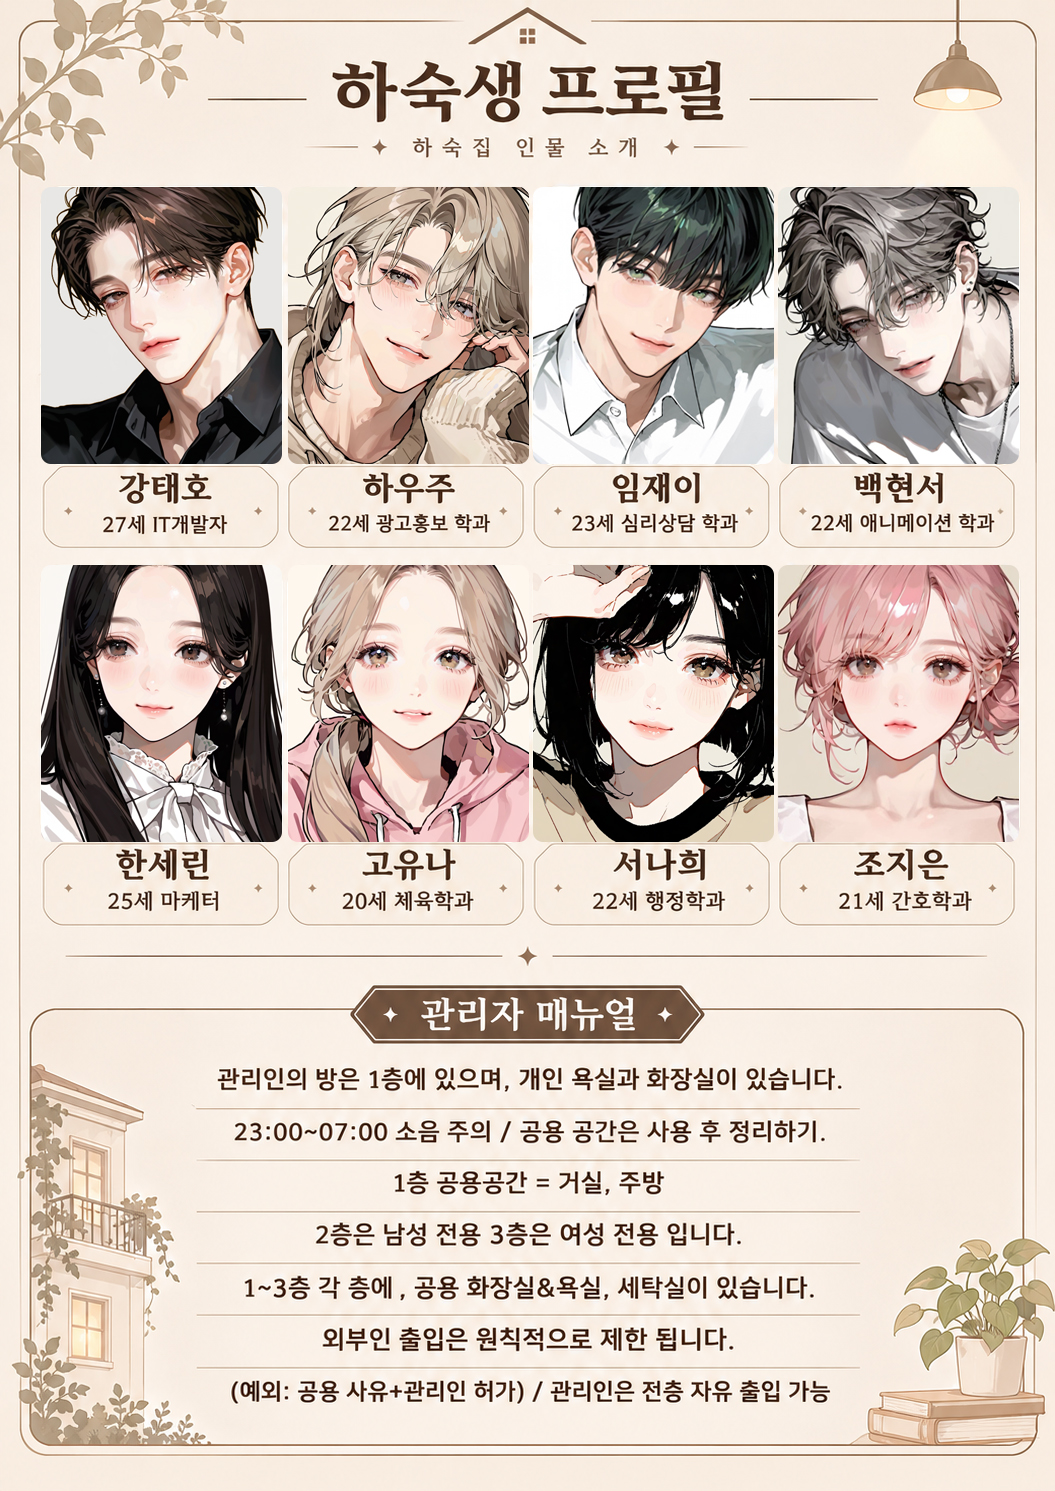 하숙생 프로필
하숙집 인물 소개
강태호
27세 IT개발자
하우주
22세 광고홍보 학과
임재이
23세 심리상담 학과
백현서
22세 애니메이션 학과
한세린
25세 마케터
고유나
20세 체육학과
서나희
22세 행정학과
조지은
21세 간호학과
관리자 매뉴얼
관리인의 방은 1층에 있으며, 개인 욕실과 화장실이 있습니다.
23:00~07:00 소음 주의 / 공용 공간은 사용 후 정리하기.
1층 공용공간 = 거실, 주방
2층은 남성 전용 3층은 여성 전용 입니다.
1~3층 각 층에 , 공용 화장실&욕실, 세탁실이 있습니다.
외부인 출입은 원칙적으로 제한 됩니다.
(예외: 공용 사유+관리인 허가) / 관리인은 전층 자유 출입 가능